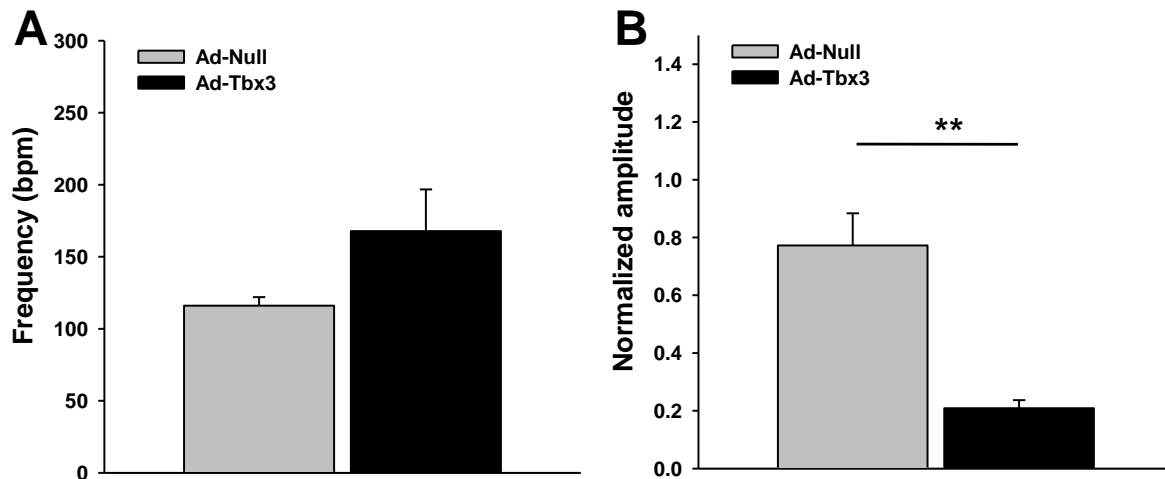 A
Frequency (bpm)
300
250
200
150
100
50
0
Ad-Null
Ad-Tbx3
B
Normalized amplitude
1.4
1.2
1.0
0.8
0.6
0.4
0.2
0.0
Ad-Null
Ad-Tbx3
**